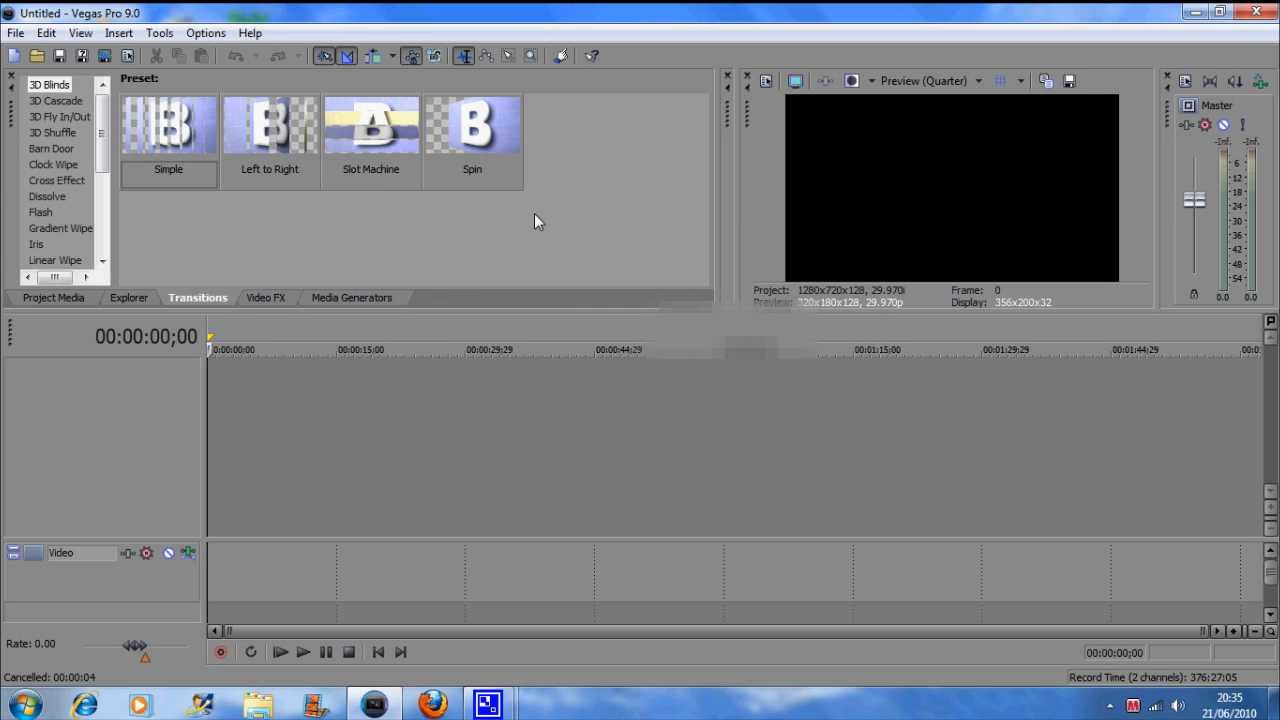 Untitled - Vegas Pro 9.0
File Edit View Insert Tools Options Help
3D Blinds
3D Cascade
3D Fly In/Out
3D Shuffle
Barn Door
Clock Wipe
Cross Effect
Dissolve
Flash
Gradient Wipe
Iris
Linear Wipe
Preset:
Simple
Left to Right
Slot Machine
Spin
Project Media Explorer Transitions Video FX Media Generators
Preview (Quarter)
Project: 1280x720x128, 29.970i Frame: 0
Preview: 320x180x128, 29.970p Display: 356x200x32
Master
-Inf. -Inf.
6
12
18
24
30
36
42
48
54
0.0 0.0
00:00:00;00
0:00:00;00 00:00:15;00 00:00:29;29 00:00:44;29 00:01:15;00 00:01:29;29 00:01:44;29 00:0
Video
Rate: 0.00
00:00:00;00
Cancelled: 00:00:04
Record Time (2 channels): 376:27:05
20:35
21/06/2010